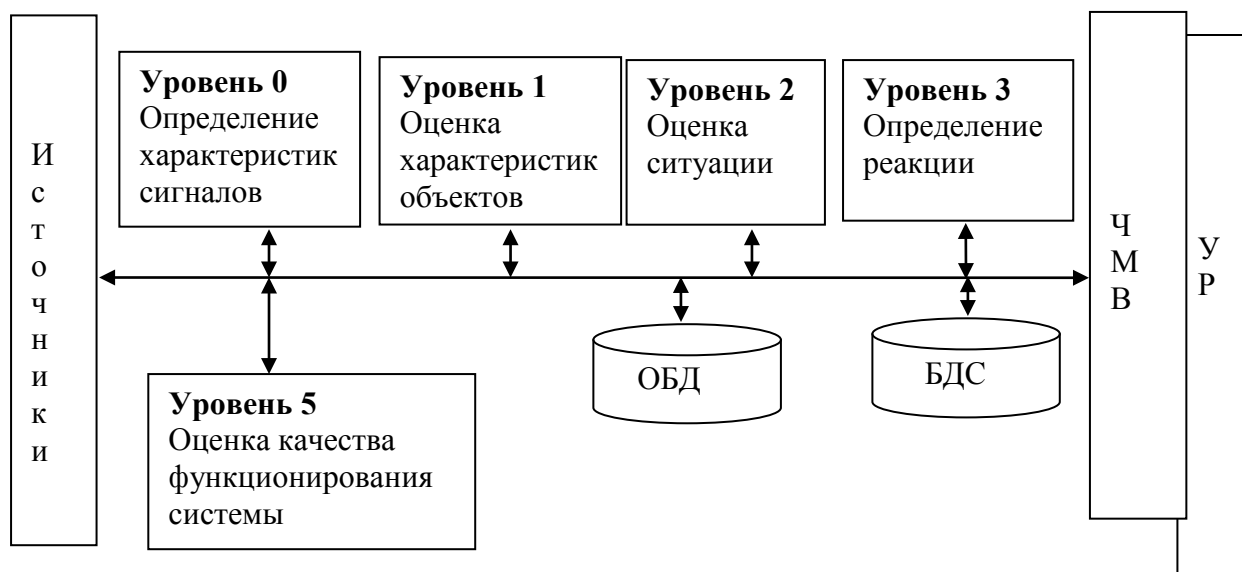 Источники
Уровень 0
Определение
характеристик
сигналов
Уровень 1
Оценка
характеристик
объектов
Уровень 2
Оценка
ситуации
Уровень 3
Определение
реакции
ЧМВ
УР
ОБД
БДС
Уровень 5
Оценка качества
функционирования
системы